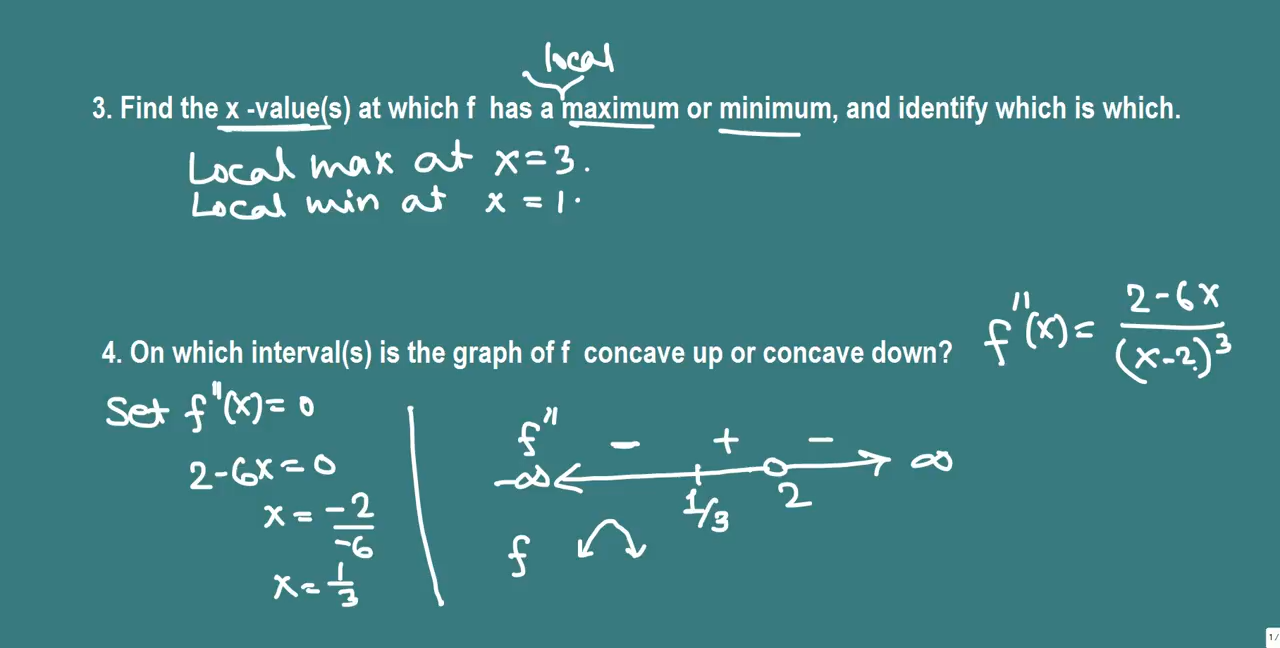 local
3. Find the x -value(s) at which f has a maximum or minimum, and identify which is which.
Local max at x = 3.
Local min at x = 1.
f''(x) = (2-6x)/(x-2)^3
4. On which interval(s) is the graph of f concave up or concave down?
Set f''(x) = 0
2-6x = 0
x = -2/-6
x = 1/3
f'' - + -
-∞ ∞
1/3 2
f
1/